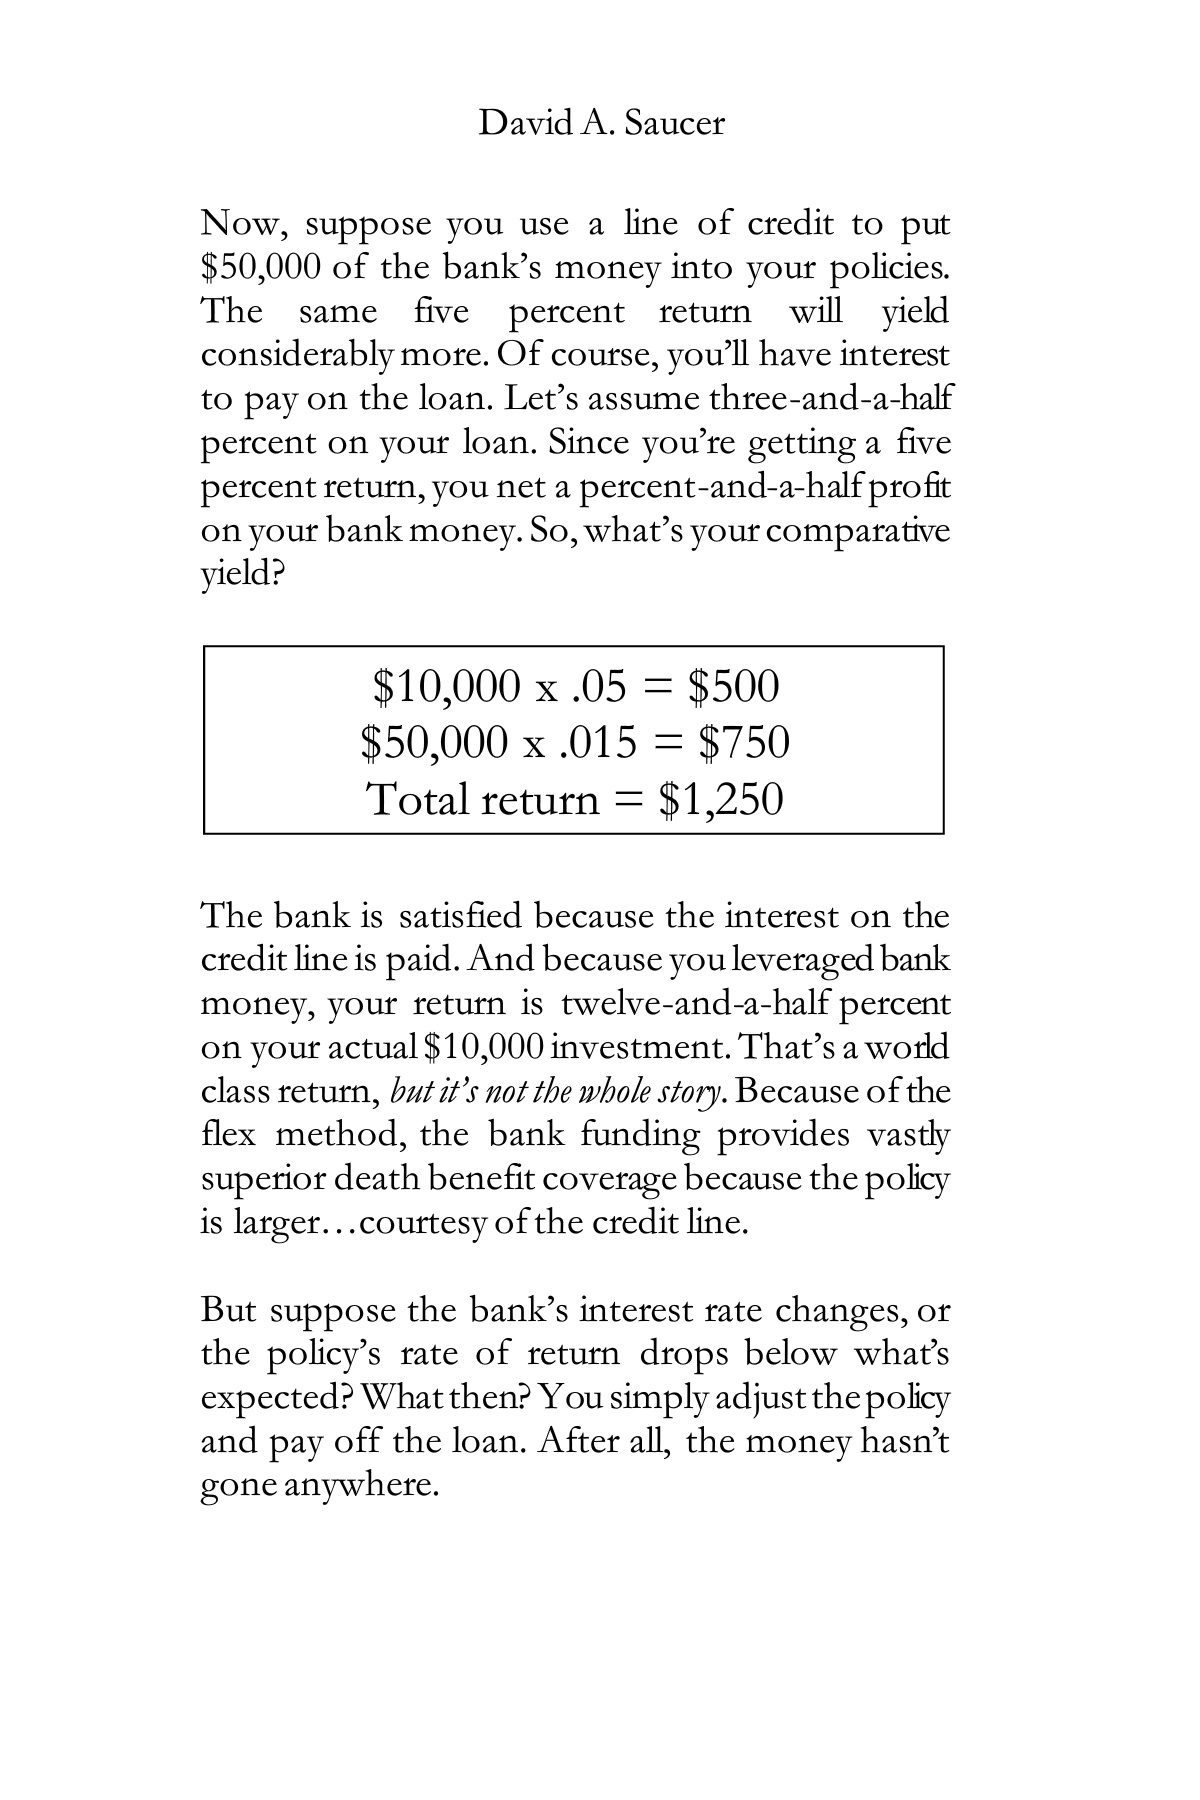 David A. Saucer
Now, suppose you use a line of credit to put
$50,000 of the bank’s money into your policies.
The same five percent return will yield
considerably more. Of course, you’ll have interest
to pay on the loan. Let’s assume three-and-a-half
percent on your loan. Since you’re getting a five
percent return, you net a percent-and-a-half profit
on your bank money. So, what’s your comparative
yield?
$10,000 x .05 = $500
$50,000 x .015 = $750
Total return = $1,250
The bank is satisfied because the interest on the
credit line is paid. And because you leveraged bank
money, your return is twelve-and-a-half percent
on your actual $10,000 investment. That’s a world
class return, but it’s not the whole story. Because of the
flex method, the bank funding provides vastly
superior death benefit coverage because the policy
is larger…courtesy of the credit line.
But suppose the bank’s interest rate changes, or
the policy’s rate of return drops below what’s
expected? What then? You simply adjust the policy
and pay off the loan. After all, the money hasn’t
gone anywhere.